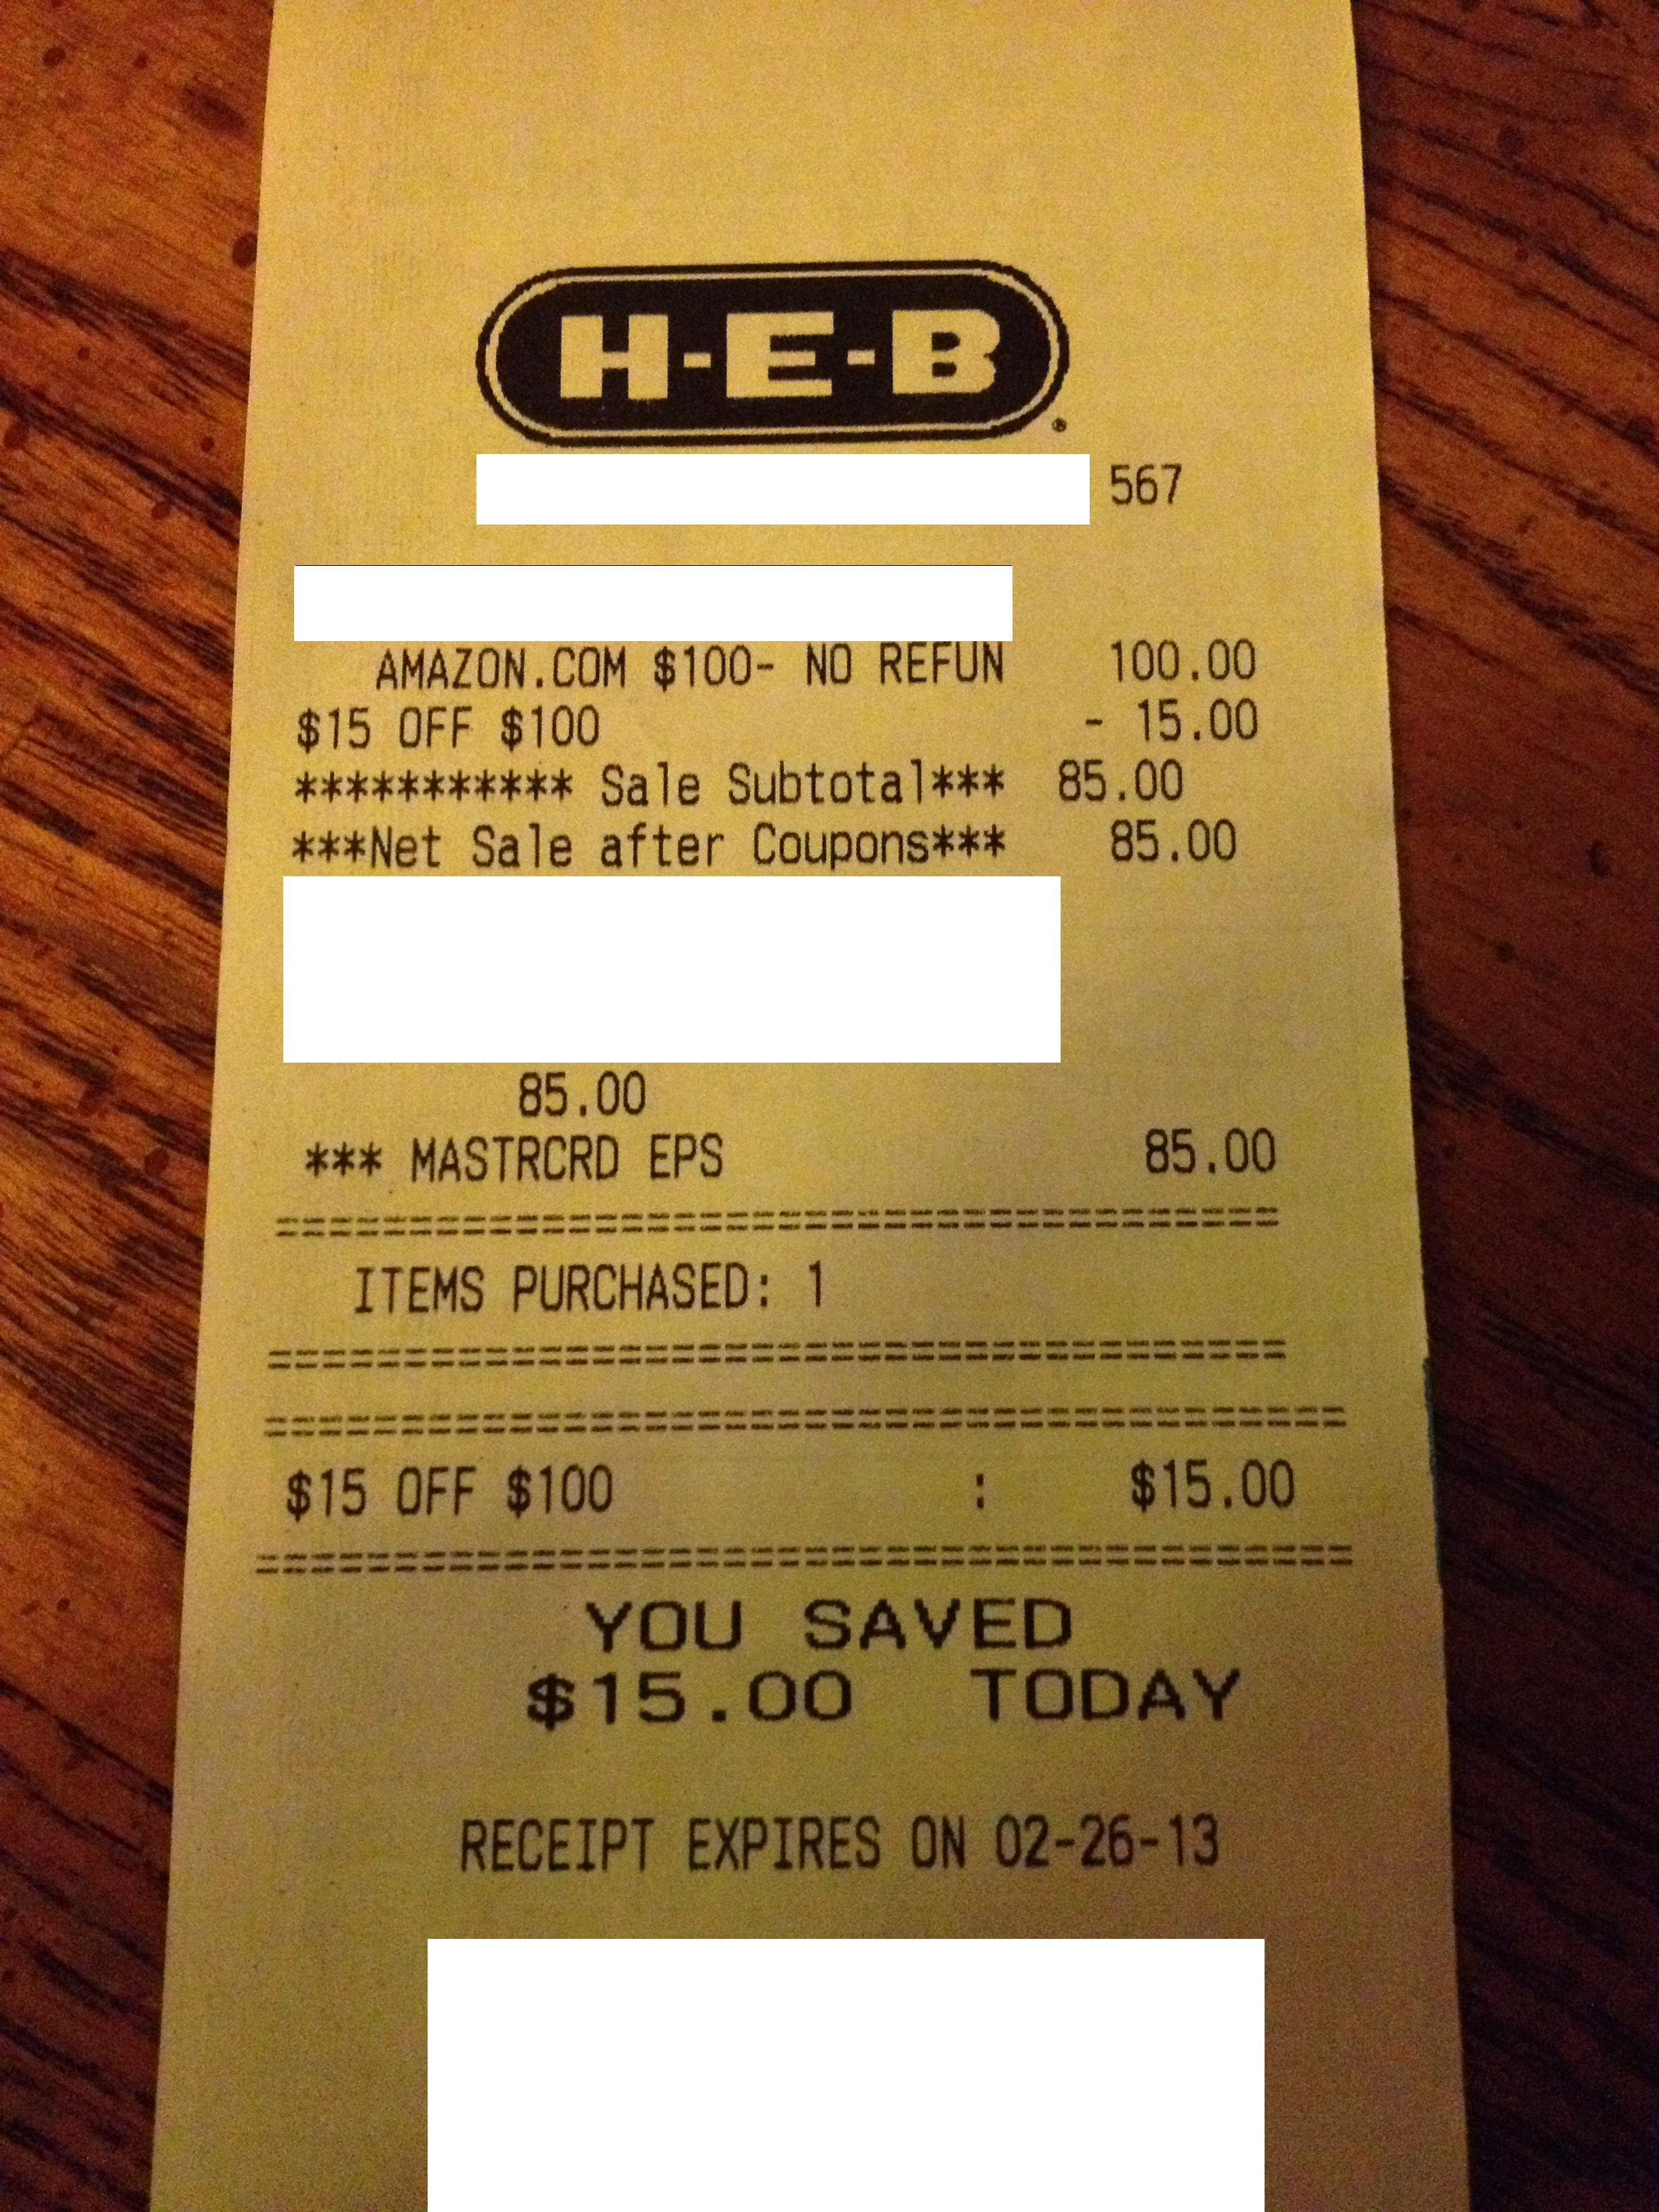 H-E-B
567
AMAZON.COM $100- NO REFUN 100.00
$15 OFF $100 - 15.00
*********** Sale Subtotal*** 85.00
***Net Sale after Coupons*** 85.00
85.00
*** MASTRCRD EPS 85.00
ITEMS PURCHASED: 1
$15 OFF $100 : $15.00
YOU SAVED
$15.00 TODAY
RECEIPT EXPIRES ON 02-26-13